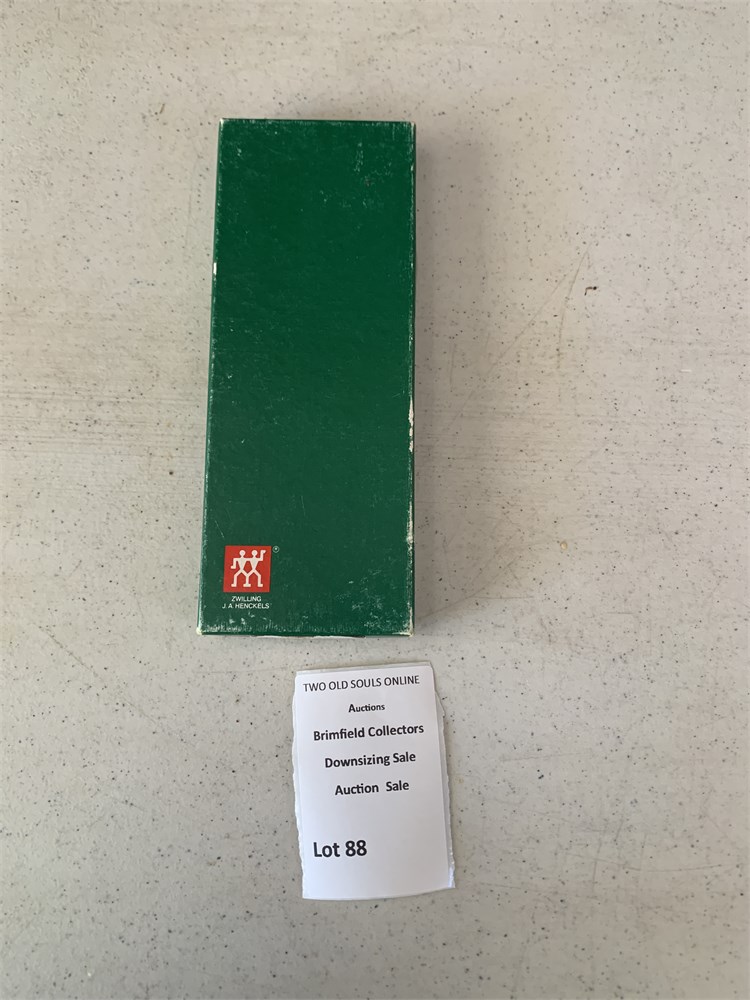 ®
ZWILLING
J.A. HENCKELS
TWO OLD SOULS ONLINE
Auctions
Brimfield Collectors
Downsizing Sale
Auction Sale
Lot 88